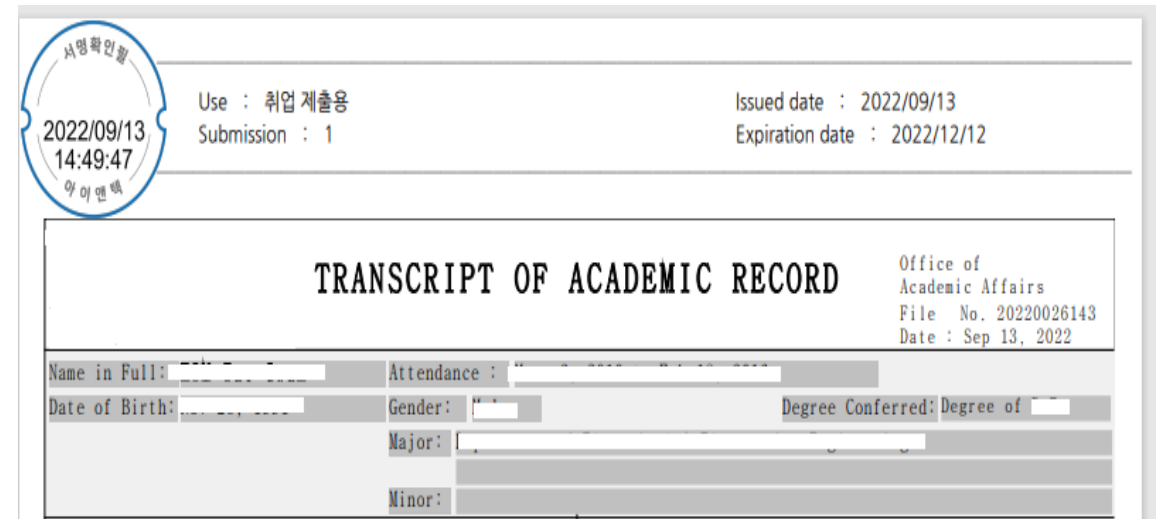 서명확인필
2022/09/13
14:49:47
아이앤텍
Use : 취업 제출용
Submission : 1
Issued date : 2022/09/13
Expiration date : 2022/12/12
TRANSCRIPT OF ACADEMIC RECORD
Office of
Academic Affairs
File No. 20220026143
Date : Sep 13, 2022
Name in Full:
Attendance :
Date of Birth:
Gender:
Degree Conferred: Degree of
Major:
Minor: